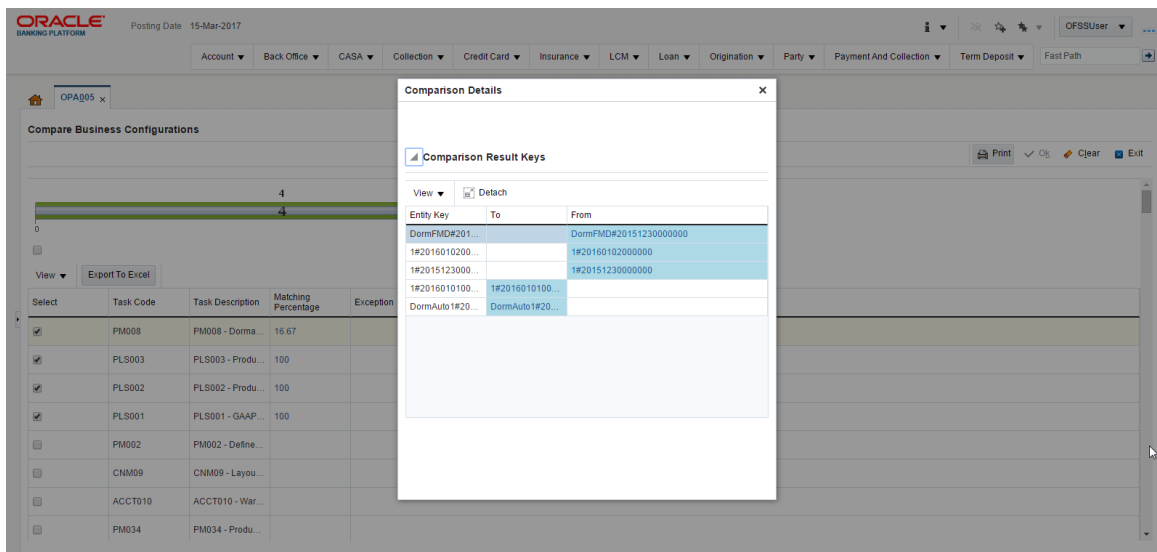 ORACLE
BANKING PLATFORM
Posting Date 15-Mar-2017
OFSSUser
Account Back Office CASA Collection Credit Card Insurance LCM Loan Origination Party Payment And Collection Term Deposit Fast Path
OPA005 x
Compare Business Configurations
Print Ok Clear Exit
4
4
0
View Export To Excel
Select Task Code Task Description Matching Percentage Exception
PM008 PM008 - Dorma... 16.67
PLS003 PLS003 - Produ... 100
PLS002 PLS002 - Produ... 100
PLS001 PLS001 - GAAP... 100
PM002 PM002 - Define...
CNM09 CNM09 - Layou...
ACCT010 ACCT010 - War...
PM034 PM034 - Produ...
Comparison Details x
Comparison Result Keys
View Detach
Entity Key To From
DormFMD#201... DormFMD#20151230000000
1#2016010200... 1#20160102000000
1#2015123000... 1#20151230000000
1#2016010100... 1#2016010100...
DormAuto1#20... DormAuto1#20...